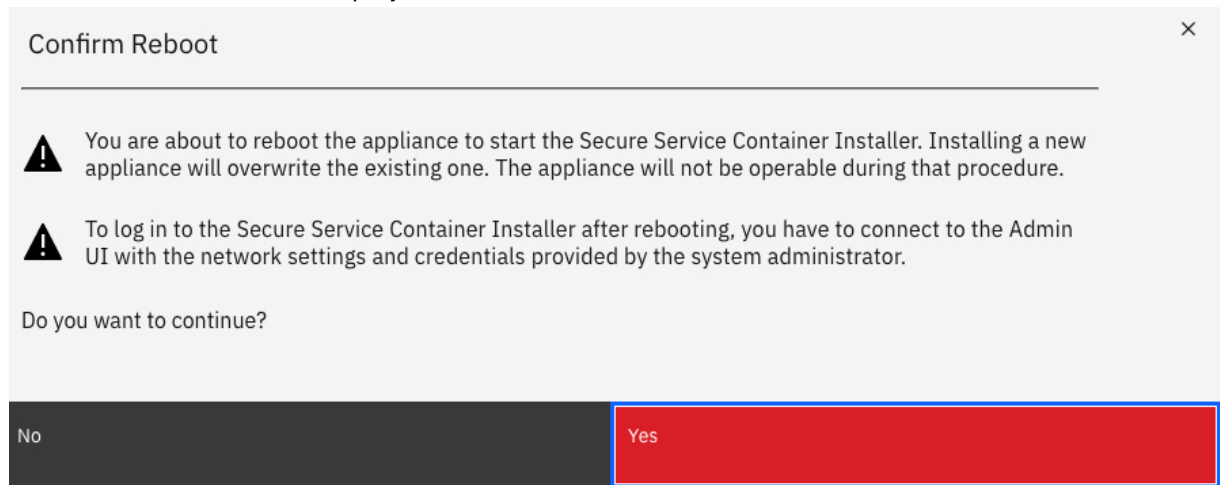 Confirm Reboot
You are about to reboot the appliance to start the Secure Service Container Installer. Installing a new
appliance will overwrite the existing one. The appliance will not be operable during that procedure.
To log in to the Secure Service Container Installer after rebooting, you have to connect to the Admin
UI with the network settings and credentials provided by the system administrator.
Do you want to continue?
No
Yes